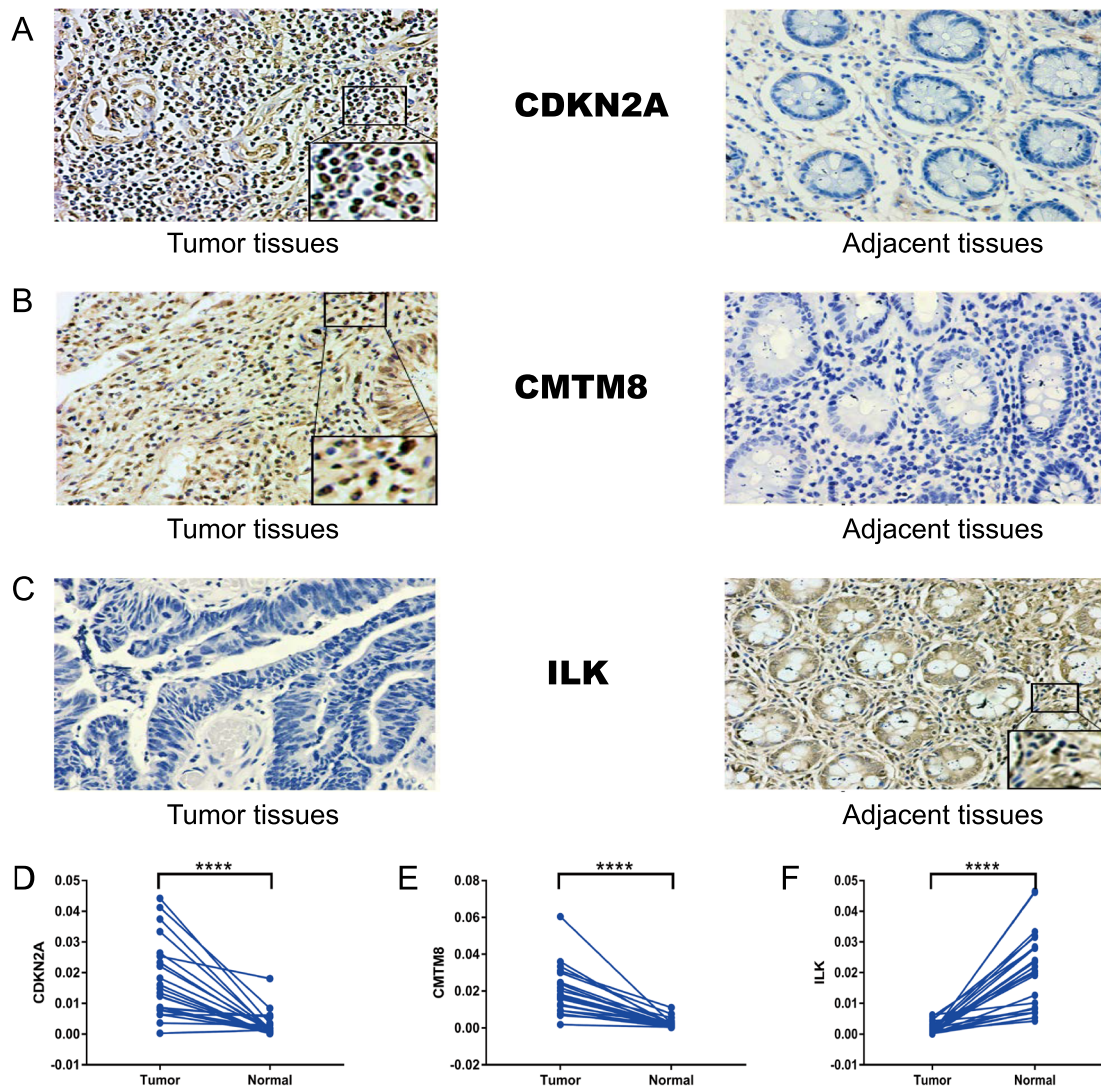 A
CDKN2A
Tumor tissues
Adjacent tissues
B
CMTM8
Tumor tissues
Adjacent tissues
C
ILK
Tumor tissues
Adjacent tissues
D
****
0.05
0.04
0.03
0.02
0.01
0.00
-0.01
CDKN2A
Tumor
Normal
E
****
0.08
0.06
0.04
0.02
0.00
-0.02
CMTM8
Tumor
Normal
F
****
0.05
0.04
0.03
0.02
0.01
0.00
-0.01
ILK
Tumor
Normal